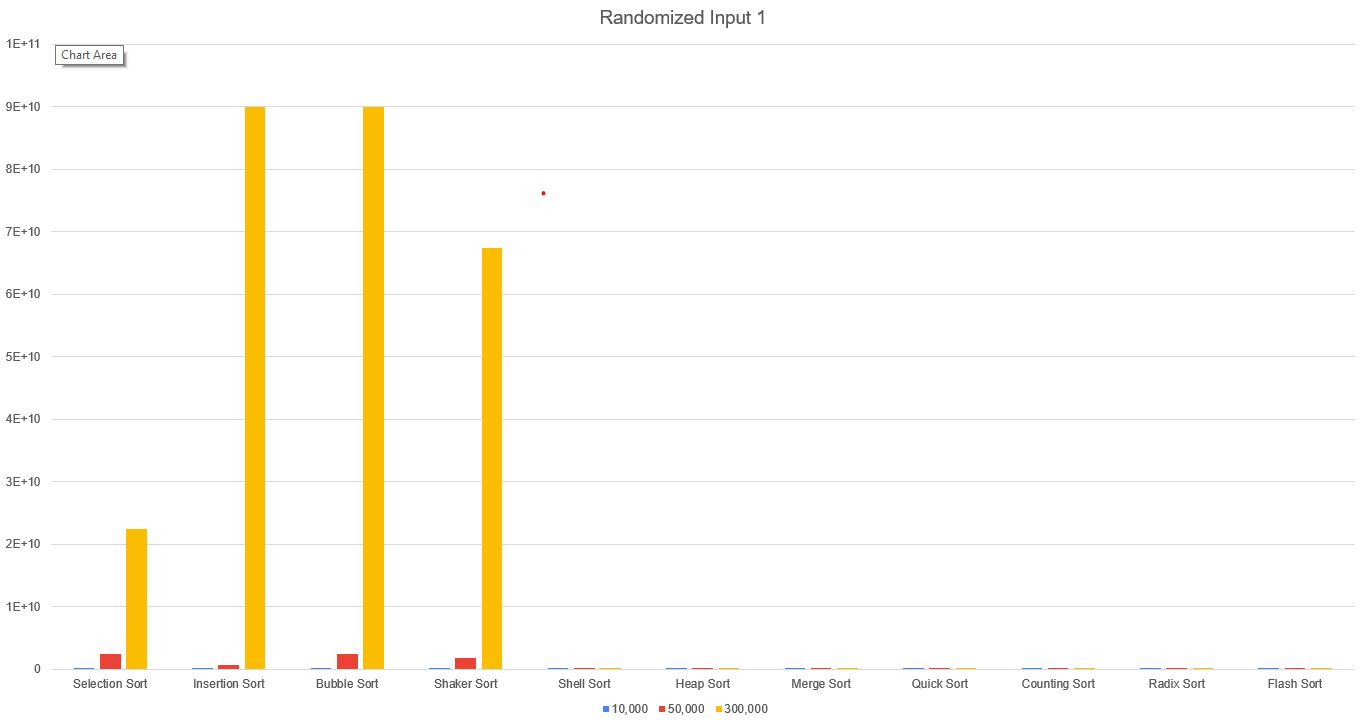 Randomized Input 1
1E+11
Chart Area
9E+10
8E+10
7E+10
6E+10
5E+10
4E+10
3E+10
2E+10
1E+10
0
Selection Sort Insertion Sort Bubble Sort Shaker Sort Shell Sort Heap Sort Merge Sort Quick Sort Counting Sort Radix Sort Flash Sort
10,000 50,000 300,000